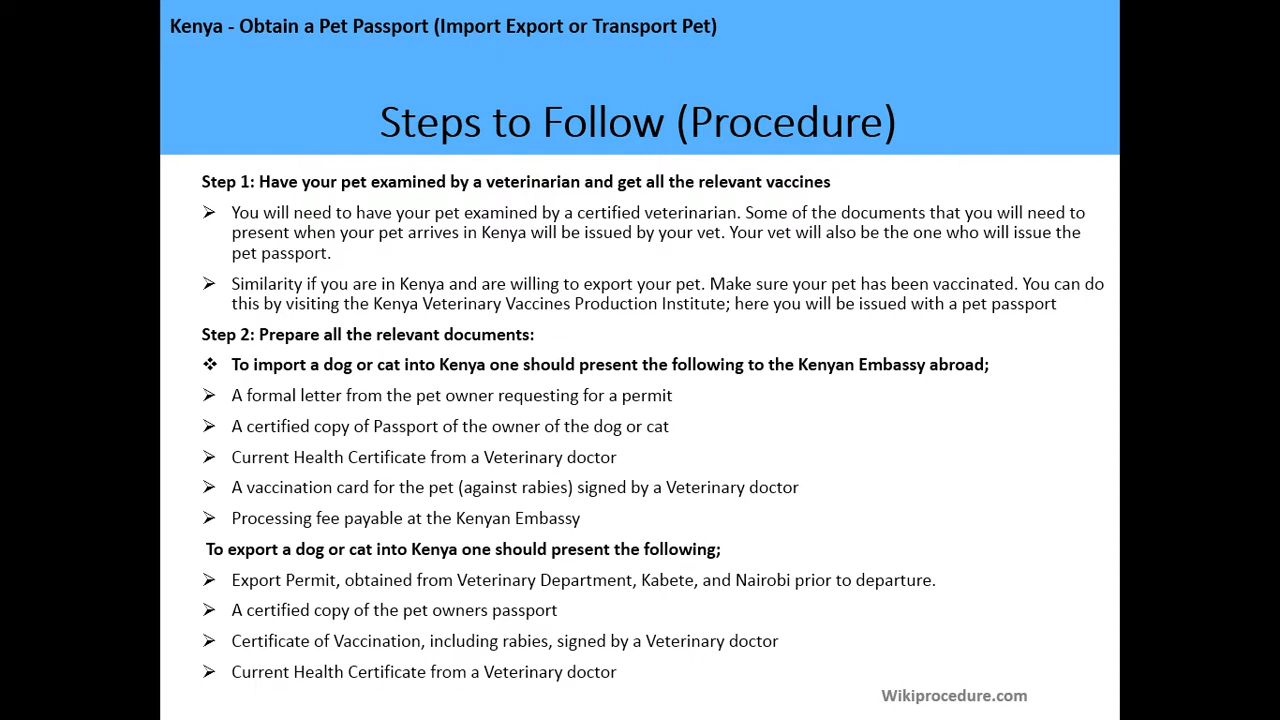 Kenya - Obtain a Pet Passport (Import Export or Transport Pet)
Steps to Follow (Procedure)
Step 1: Have your pet examined by a veterinarian and get all the relevant vaccines
You will need to have your pet examined by a certified veterinarian. Some of the documents that you will need to
present when your pet arrives in Kenya will be issued by your vet. Your vet will also be the one who will issue the
pet passport.
Similarity if you are in Kenya and are willing to export your pet. Make sure your pet has been vaccinated. You can do
this by visiting the Kenya Veterinary Vaccines Production Institute; here you will be issued with a pet passport
Step 2: Prepare all the relevant documents:
To import a dog or cat into Kenya one should present the following to the Kenyan Embassy abroad;
A formal letter from the pet owner requesting for a permit
A certified copy of Passport of the owner of the dog or cat
Current Health Certificate from a Veterinary doctor
A vaccination card for the pet (against rabies) signed by a Veterinary doctor
Processing fee payable at the Kenyan Embassy
To export a dog or cat into Kenya one should present the following;
Export Permit, obtained from Veterinary Department, Kabete, and Nairobi prior to departure.
A certified copy of the pet owners passport
Certificate of Vaccination, including rabies, signed by a Veterinary doctor
Current Health Certificate from a Veterinary doctor
Wikiprocedure.com